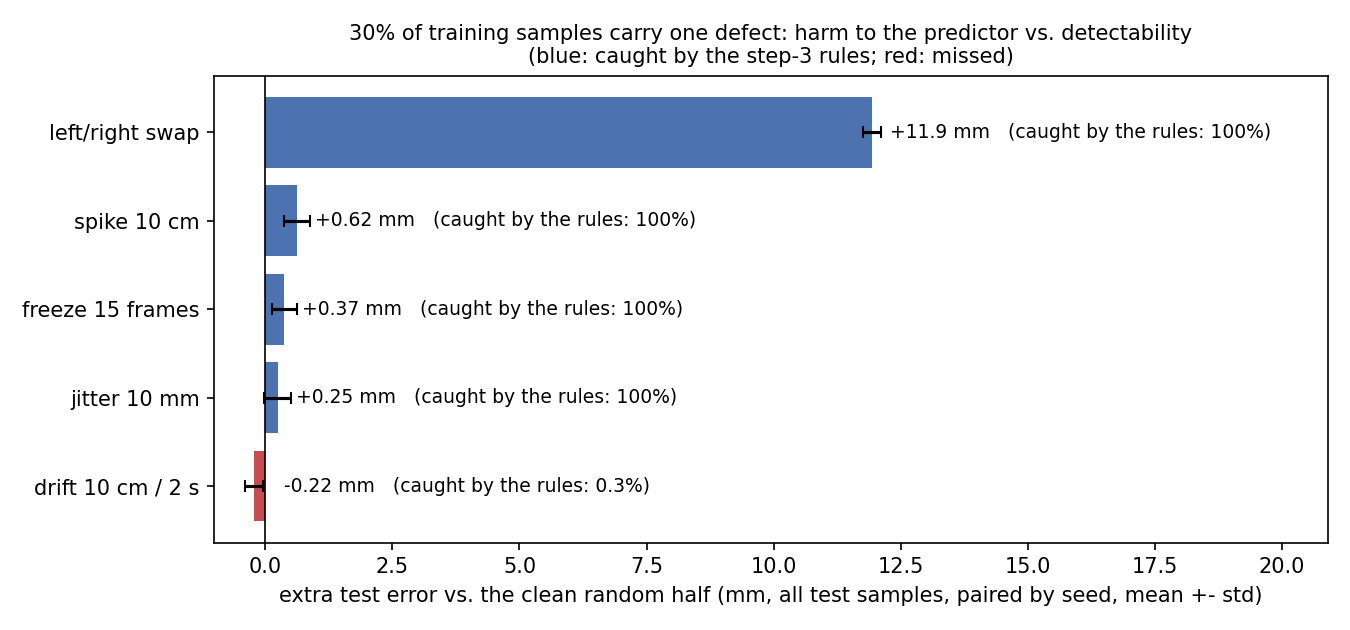 30% of training samples carry one defect: harm to the predictor vs. detectability
(blue: caught by the step-3 rules; red: missed)
left/right swap
+11.9 mm (caught by the rules: 100%)
spike 10 cm
+0.62 mm (caught by the rules: 100%)
freeze 15 frames
+0.37 mm (caught by the rules: 100%)
jitter 10 mm
+0.25 mm (caught by the rules: 100%)
drift 10 cm / 2 s
-0.22 mm (caught by the rules: 0.3%)
0.0 2.5 5.0 7.5 10.0 12.5 15.0 17.5 20.0
extra test error vs. the clean random half (mm, all test samples, paired by seed, mean +- std)